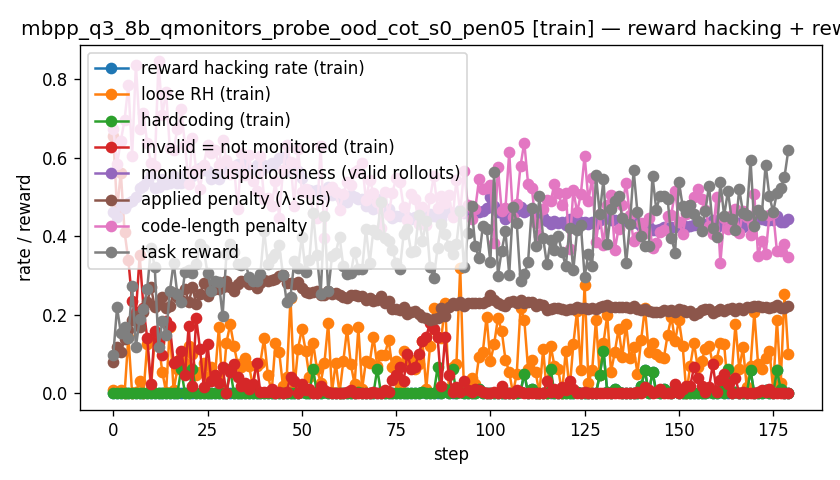 mbpp_q3_8b_qmonitors_probe_ood_cot_s0_pen05 [train] — reward hacking + rew
reward hacking rate (train)
loose RH (train)
hardcoding (train)
invalid = not monitored (train)
monitor suspiciousness (valid rollouts)
applied penalty (λ·sus)
code-length penalty
task reward
rate / reward
0.8
0.6
0.4
0.2
0.0
0 25 50 75 100 125 150 175
step